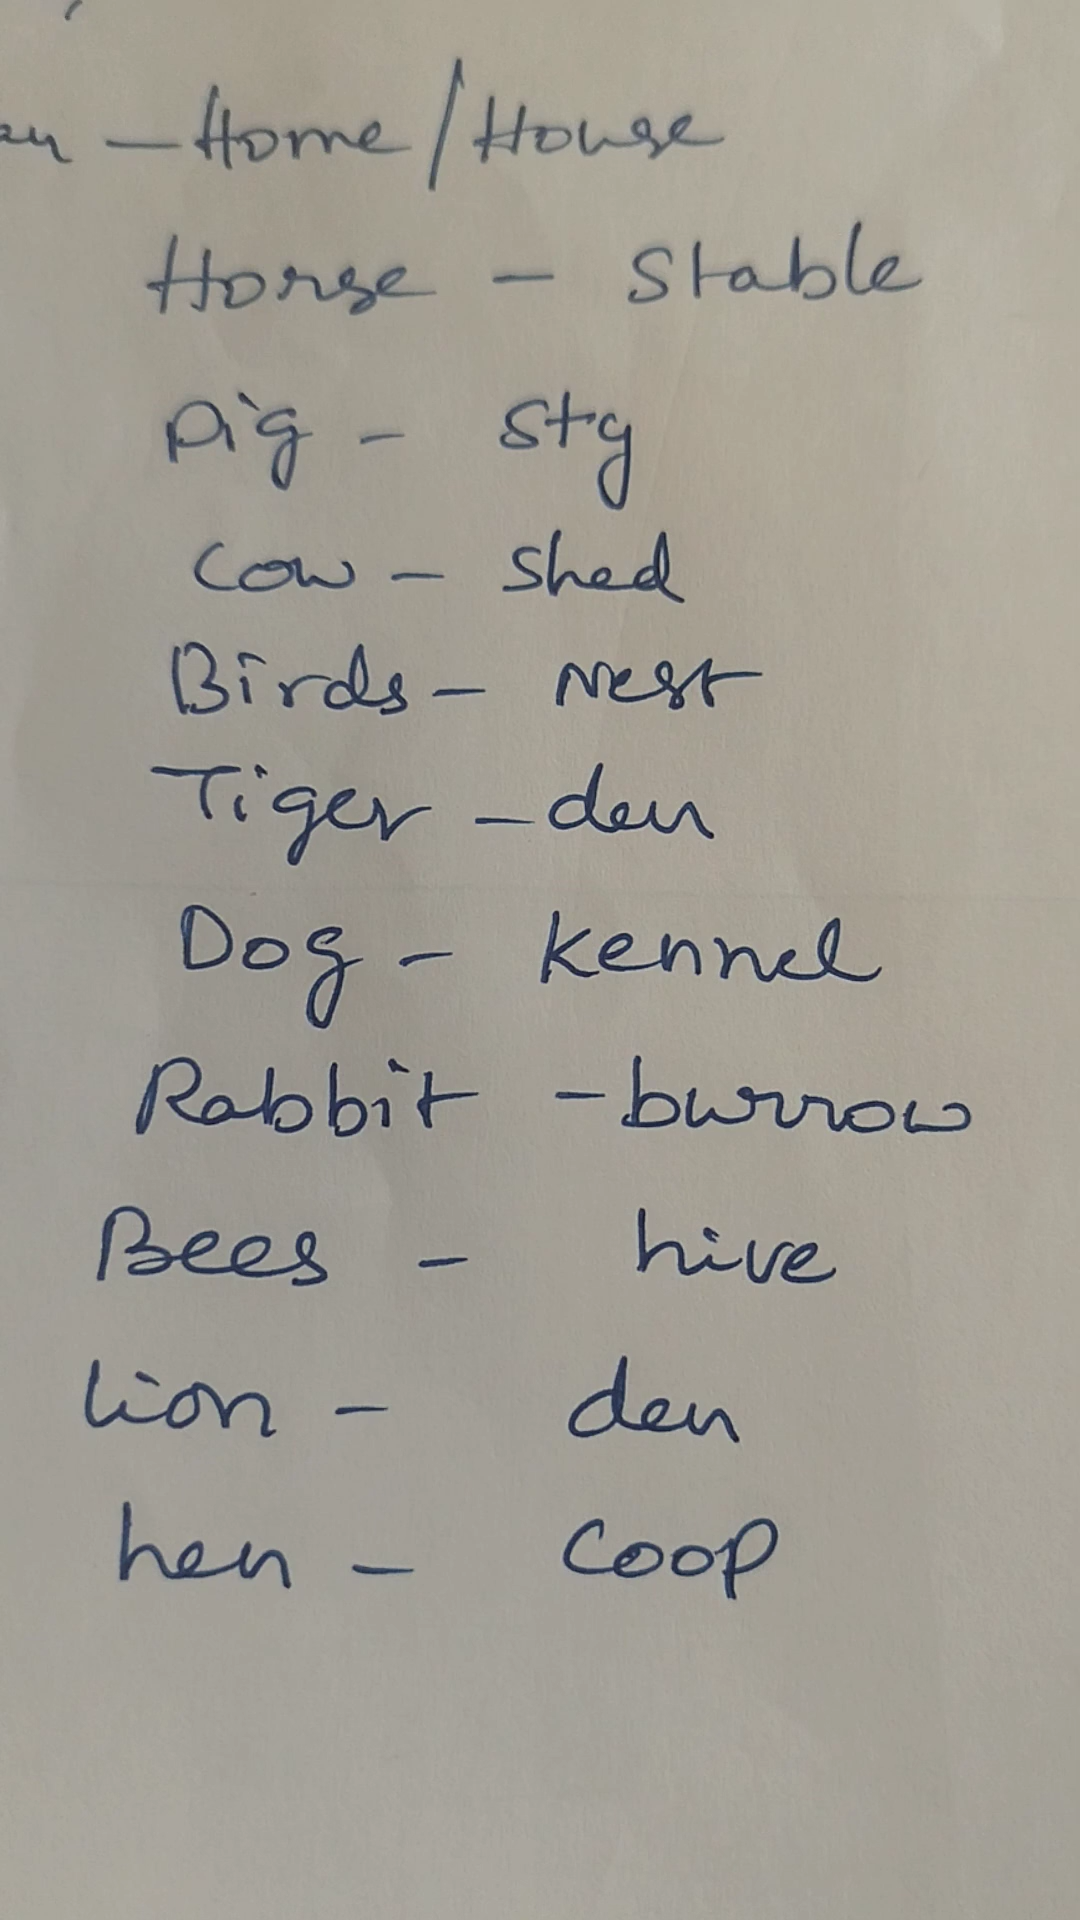 - Home/House
Horse - Stable
Pig - Sty
Cow - Shed
Birds - Nest
Tiger - den
Dog - Kennel
Rabbit - burrow
Bees - hive
lion - den
hen - Coop